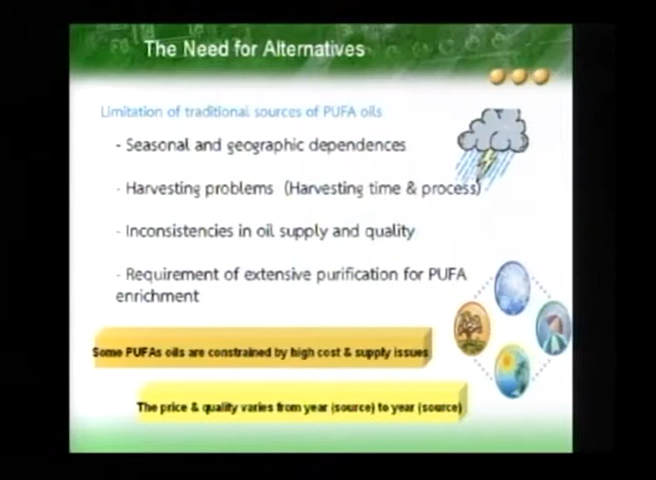 The Need for Alternatives
Limitation of traditional sources of PUFA oils
- Seasonal and geographic dependences
- Harvesting problems (Harvesting time & process)
- Inconsistencies in oil supply and quality
- Requirement of extensive purification for PUFA
enrichment
Some PUFAs oils are constrained by high cost & supply issues
The price & quality varies from year (source) to year (source)